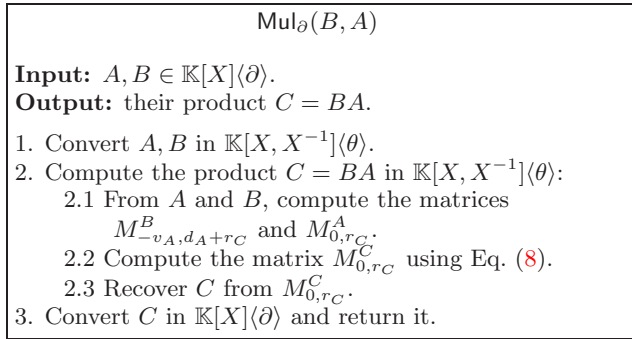 Mul∂(B, A)
Input: A, B ∈ 𝕂[X]⟨∂⟩.
Output: their product C = BA.
1. Convert A, B in 𝕂[X, X⁻¹]⟨θ⟩.
2. Compute the product C = BA in 𝕂[X, X⁻¹]⟨θ⟩:
2.1 From A and B, compute the matrices
M^B_{-v_A,d_A+r_C} and M^A_{0,r_C}.
2.2 Compute the matrix M^C_{0,r_C} using Eq. (8).
2.3 Recover C from M^C_{0,r_C}.
3. Convert C in 𝕂[X]⟨∂⟩ and return it.